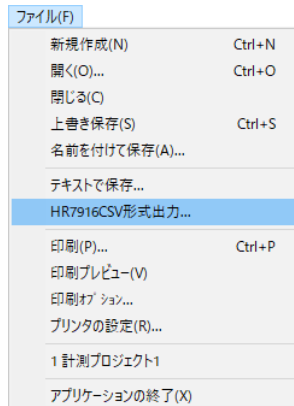 ファイル(F)
新規作成(N) Ctrl+N
開く(O)... Ctrl+O
閉じる(C)
上書き保存(S) Ctrl+S
名前を付けて保存(A)...
テキストで保存...
HR7916CSV形式出力...
印刷(P)... Ctrl+P
印刷プレビュー(V)
印刷ｵﾌﾟｼｮﾝ...
プリンタの設定(R)...
1 計測プロジェクト1
アプリケーションの終了(X)